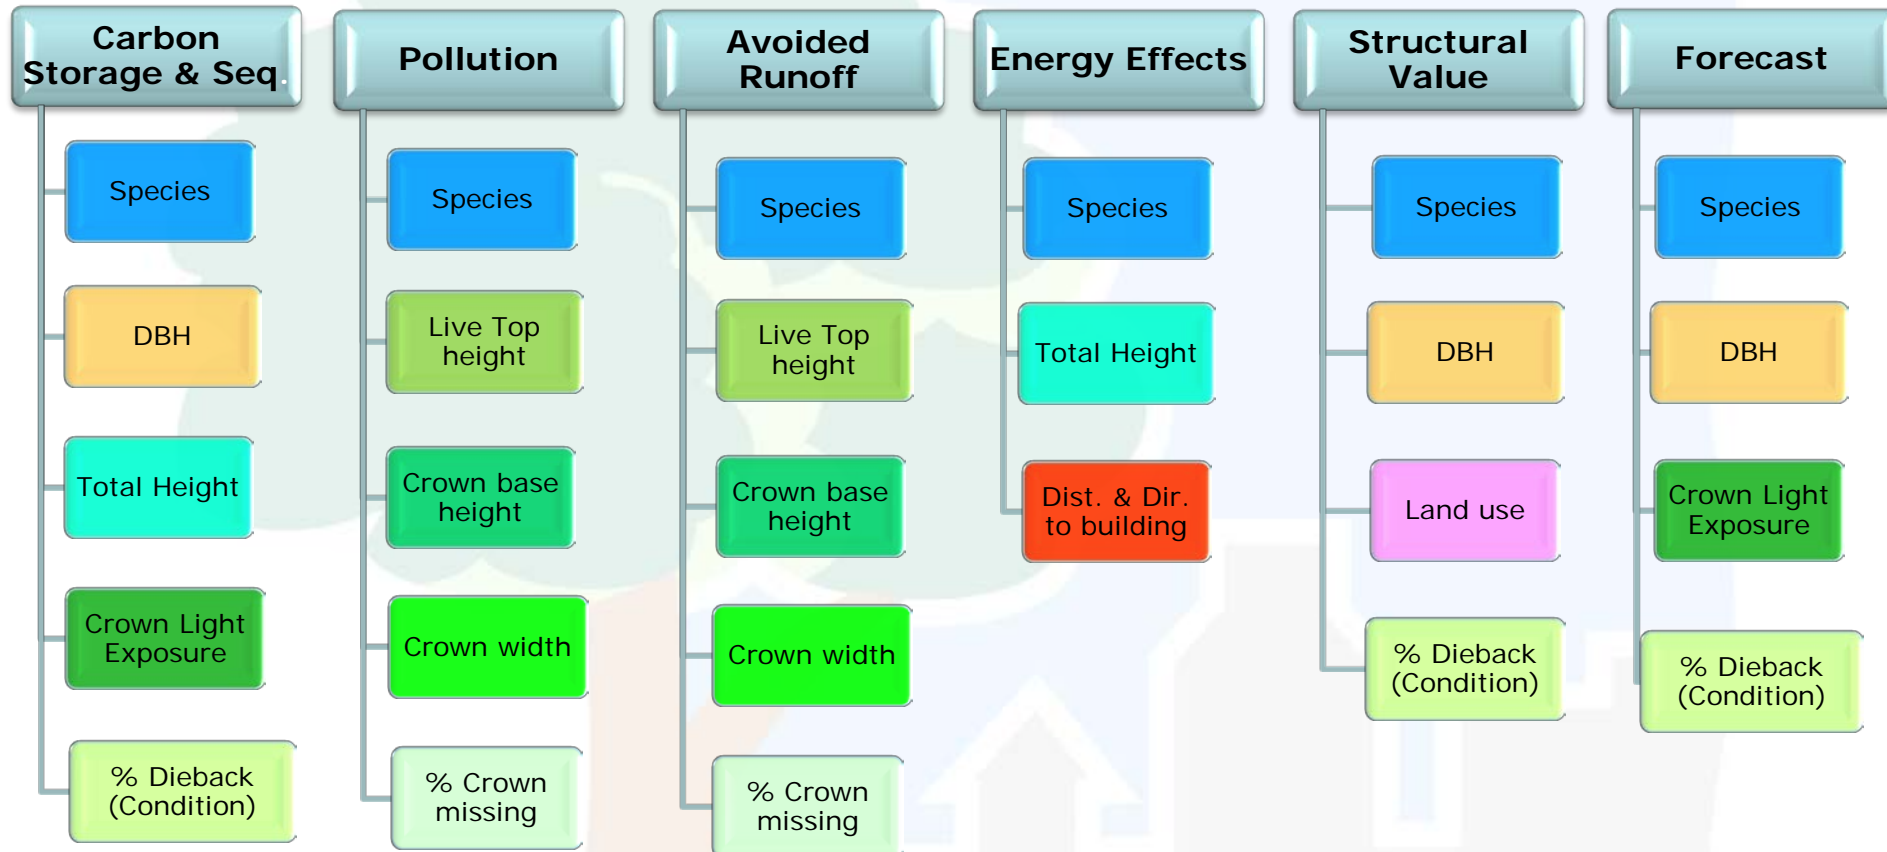 Carbon
Storage & Seq.
Species
DBH
Total Height
Crown Light
Exposure
% Dieback
(Condition)
Pollution
Species
Live Top
height
Crown base
height
Crown width
% Crown
missing
Avoided
Runoff
Species
Live Top
height
Crown base
height
Crown width
% Crown
missing
Energy Effects
Species
Total Height
Dist. & Dir.
to building
Structural
Value
Species
DBH
Land use
% Dieback
(Condition)
Forecast
Species
DBH
Crown Light
Exposure
% Dieback
(Condition)